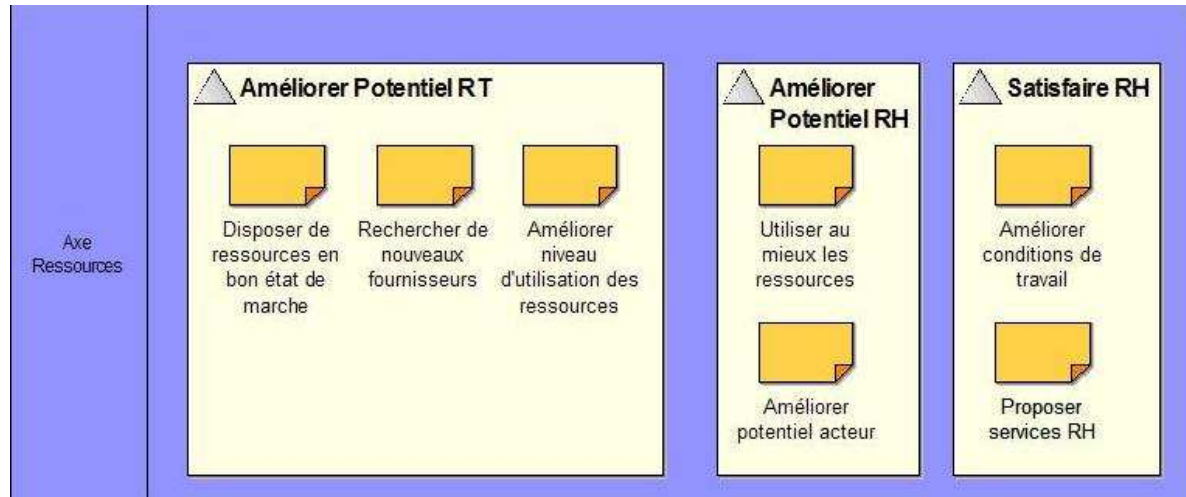 Axe
Ressources
Améliorer Potentiel RT
Disposer de
ressources en
bon état de
marche
Rechercher de
nouveaux
fournisseurs
Améliorer
niveau
d'utilisation des
ressources
Améliorer
Potentiel RH
Utiliser au
mieux les
ressources
Améliorer
potentiel acteur
Satisfaire RH
Améliorer
conditions de
travail
Proposer
services RH